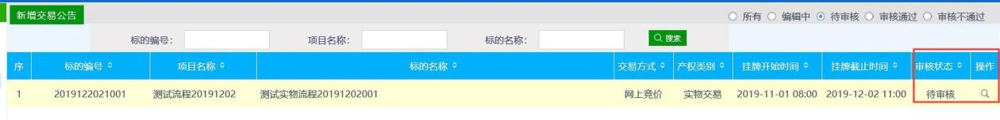 新增交易公告 所有 编辑中 待审核 审核通过 审核不通过
标的编号: 项目名称: 标的名称: 搜索
序 标的编号 项目名称 标的名称 交易方式 产权类别 挂牌开始时间 挂牌截止时间 审核状态 操作
1 2019122021001 测试流程20191202 测试实物流程20191202001 网上竞价 实物交易 2019-11-01 08:00 2019-12-02 11:00 待审核